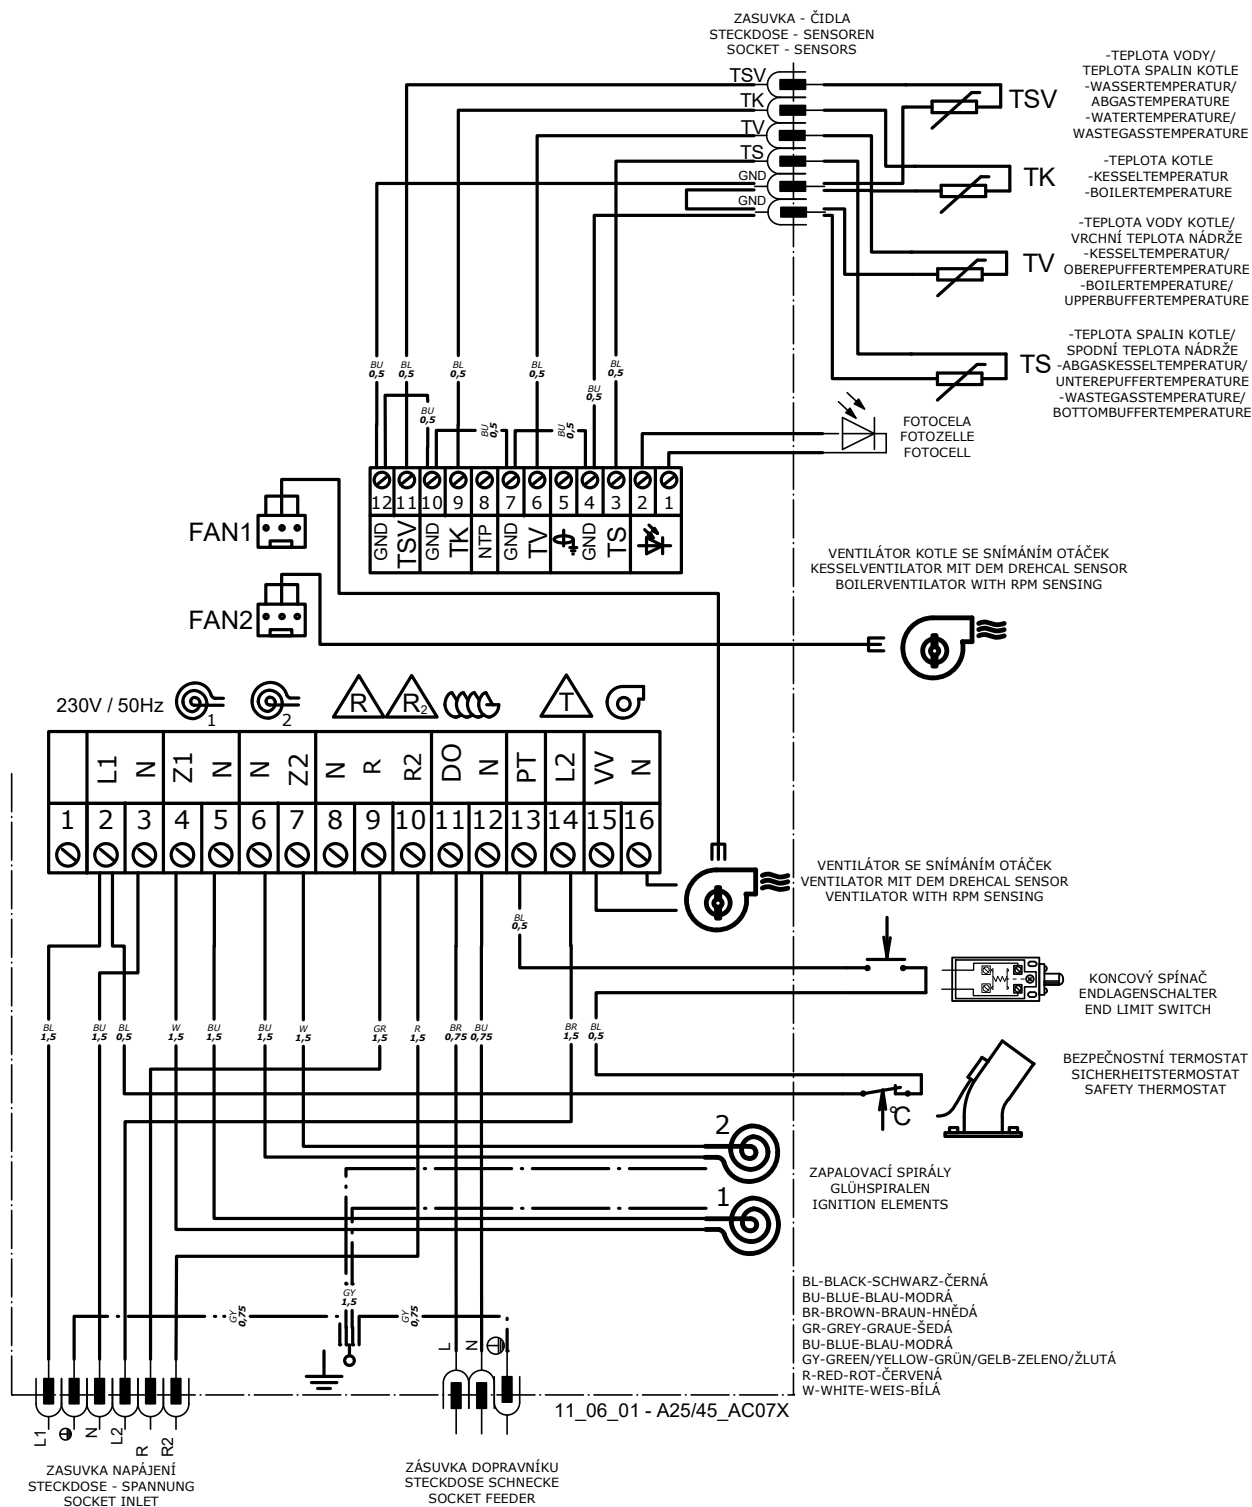 ZASUVKA - ČIDLA
STECKDOSE - SENSOREN
SOCKET - SENSORS
TSV
TK
TV
TS
GND
GND
TSV
-TEPLOTA VODY/
TEPLOTA SPALIN KOTLE
-WASSERTEMPERATUR/
ABGASTEMPERATURE
-WATERTEMPERATURE/
WASTEGASSTEMPERATURE
TK
-TEPLOTA KOTLE
-KESSELTEMPERATUR
-BOILERTEMPERATURE
TV
-TEPLOTA VODY KOTLE/
VRCHNÍ TEPLOTA NÁDRŽE
-KESSELTEMPERATUR/
OBEREPUFFERTEMPERATURE
-BOILERTEMPERATURE/
UPPERBUFFERTEMPERATURE
TS
-TEPLOTA SPALIN KOTLE/
SPODNÍ TEPLOTA NÁDRŽE
-ABGASKESSELTEMPERATUR/
UNTEREPUFFERTEMPERATURE
-WASTEGASSTEMPERATURE/
BOTTOMBUFFERTEMPERATURE
BU 0,5
BL 0,5
BL 0,5
BL 0,5
BU 0,5
BL 0,5
BU 0,5
BU 0,5
BU 0,5
FOTOCELA
FOTOZELLE
FOTOCELL
12 11 10 9 8 7 6 5 4 3 2 1
GND TSV GND TK NTP GND TV GND TS
FAN1
FAN2
VENTILÁTOR KOTLE SE SNÍMÁNÍM OTÁČEK
KESSELVENTILATOR MIT DEM DREHCAL SENSOR
BOILERVENTILATOR WITH RPM SENSING
230V / 50Hz
1
2
R
R2
T
L1 N Z1 N N Z2 N R R2 DO N PT L2 VV N
1 2 3 4 5 6 7 8 9 10 11 12 13 14 15 16
VENTILÁTOR SE SNÍMÁNÍM OTÁČEK
VENTILATOR MIT DEM DREHCAL SENSOR
VENTILATOR WITH RPM SENSING
BL 0,5
KONCOVÝ SPÍNAČ
ENDLAGENSCHALTER
END LIMIT SWITCH
BL 1,5
BU 1,5
BL 0,5
W 1,5
BU 1,5
BU 1,5
W 1,5
GR 1,5
R 1,5
BR 0,75
BU 0,75
BR 1,5
BL 0,5
BEZPEČNOSTNÍ TERMOSTAT
SICHERHEITSTERMOSTAT
SAFETY THERMOSTAT
°C
2
1
ZAPALOVACÍ SPIRÁLY
GLÜHSPIRALEN
IGNITION ELEMENTS
BL-BLACK-SCHWARZ-ČERNÁ
BU-BLUE-BLAU-MODRÁ
BR-BROWN-BRAUN-HNĚDÁ
GR-GREY-GRAUE-ŠEDÁ
BU-BLUE-BLAU-MODRÁ
GY-GREEN/YELLOW-GRÜN/GELB-ZELENO/ŽLUTÁ
R-RED-ROT-ČERVENÁ
W-WHITE-WEIS-BÍLÁ
GY 0,75
GY 1,5
GY 0,75
L
N
11_06_01 - A25/45_AC07X
L1
N
L2
R
R2
ZASUVKA NAPÁJENÍ
STECKDOSE - SPANNUNG
SOCKET INLET
ZÁSUVKA DOPRAVNÍKU
STECKDOSE SCHNECKE
SOCKET FEEDER